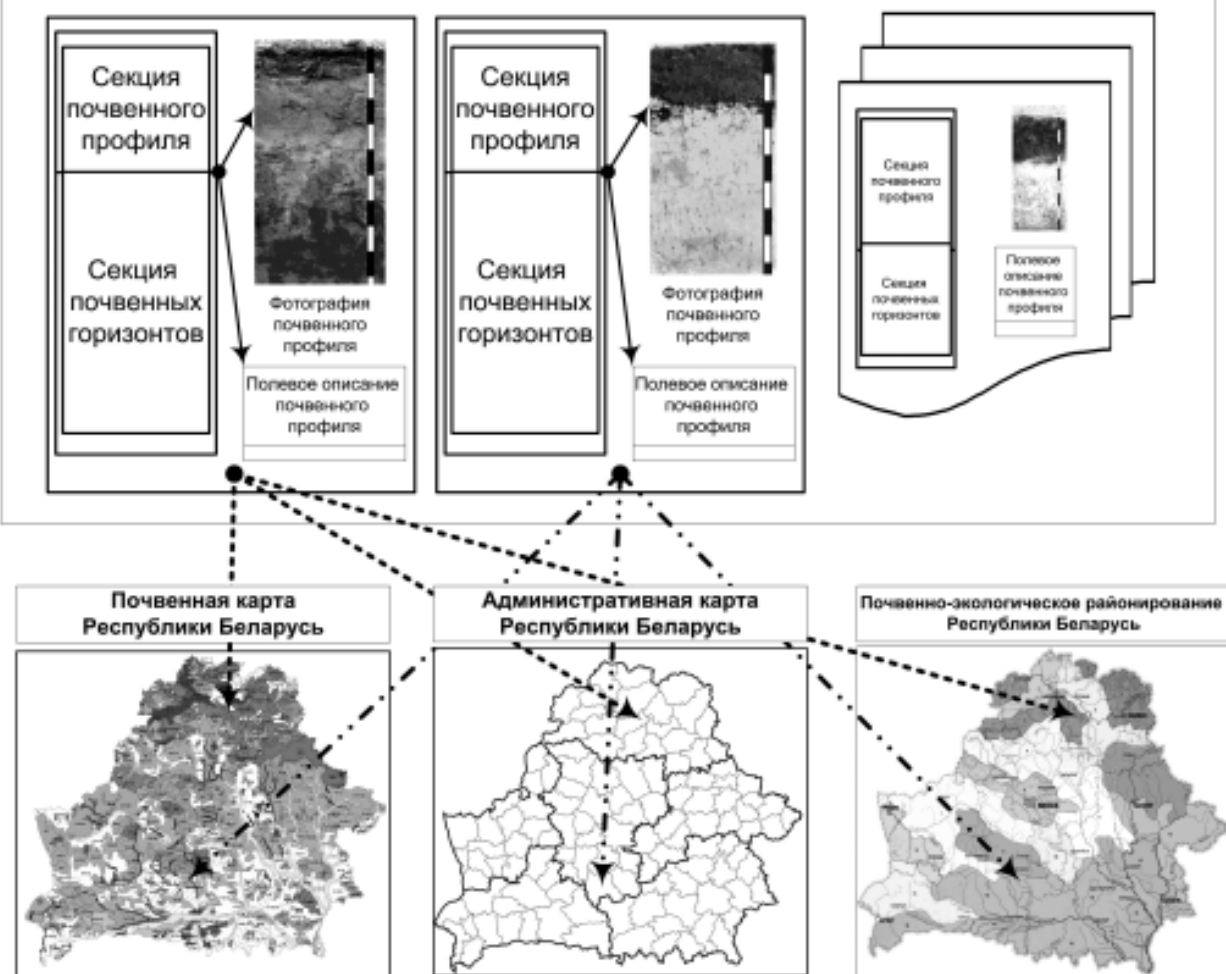 Секция
почвенного
профиля
Секция
почвенных
горизонтов
Фотография
почвенного
профиля
Полевое описание
почвенного
профиля
Секция
почвенного
профиля
Секция
почвенных
горизонтов
Фотография
почвенного
профиля
Полевое описание
почвенного
профиля
Секция
почвенного
профиля
Секция
почвенных
горизонтов
Полевое
описание
почвенного
профиля
Почвенная карта
Республики Беларусь
Административная карта
Республики Беларусь
Почвенно-экологическое районирование
Республики Беларусь